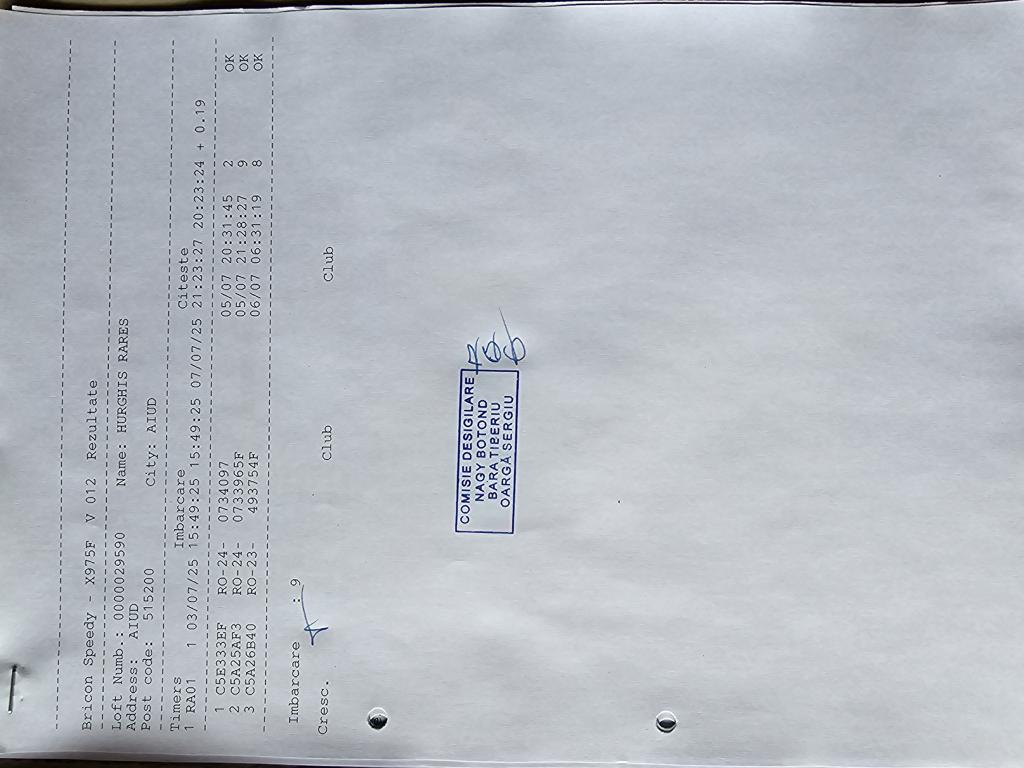 Bricon Speedy - X975F  V 012  Rezultate
Loft Numb.: 0000029590     Name: HURGHIS RARES
Address:  AIUD
Post code:  515200         City: AIUD
Timers             Imbarcare                    Citeste
1 RA01   1 03/07/25 15:49:25 15:49:25 07/07/25 21:23:27 20:23:24 + 0.19
1 C5E333EF   RO-24-  0734097              05/07 20:31:45   2         OK
2 C5A25AF3   RO-24-  0733965F             05/07 21:28:27   9         OK
3 C5A26B40   RO-23-   493754F             06/07 06:31:19   8         OK
Imbarcare   : 9
Cresc.                     Club                Club
COMISIE DESIGILARE
NAGY BOTOND
BARA TIBERIU
OARGĂ SERGIU